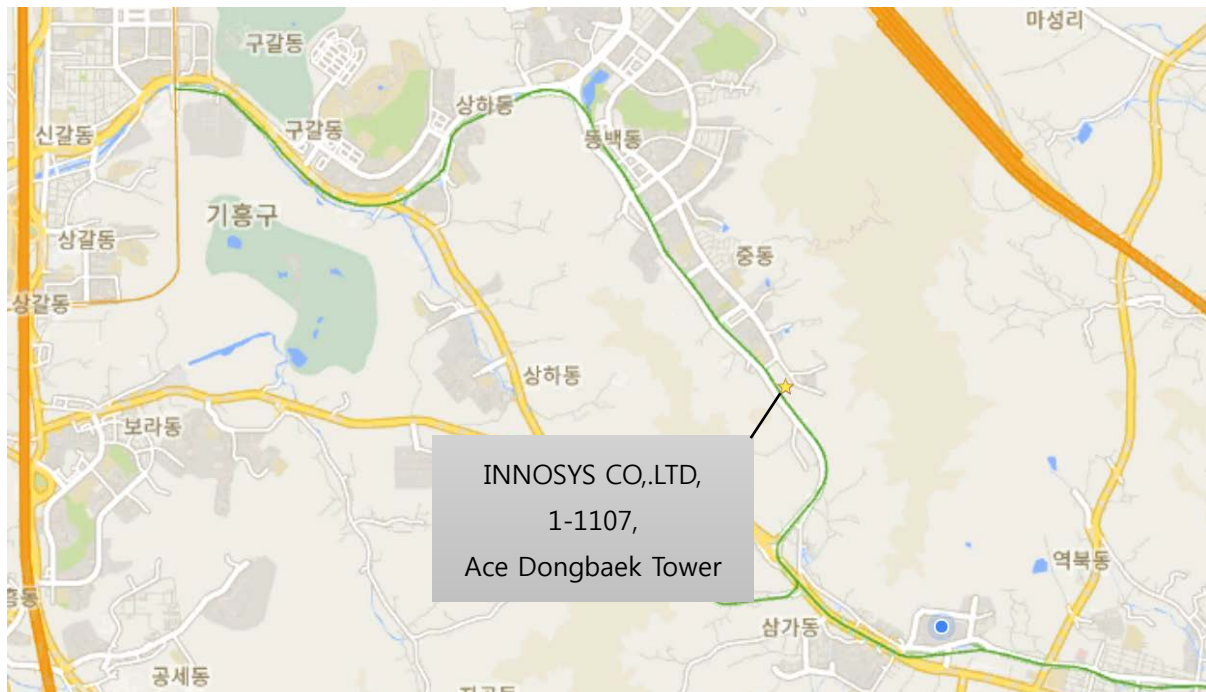 마성리
구갈동
상하동
구갈동
신갈동
동백동
기흥구
상갈동
중동
상갈동
상하동
보라동
INNOSYS CO,.LTD,
1-1107,
Ace Dongbaek Tower
역북동
삼가동
공세동